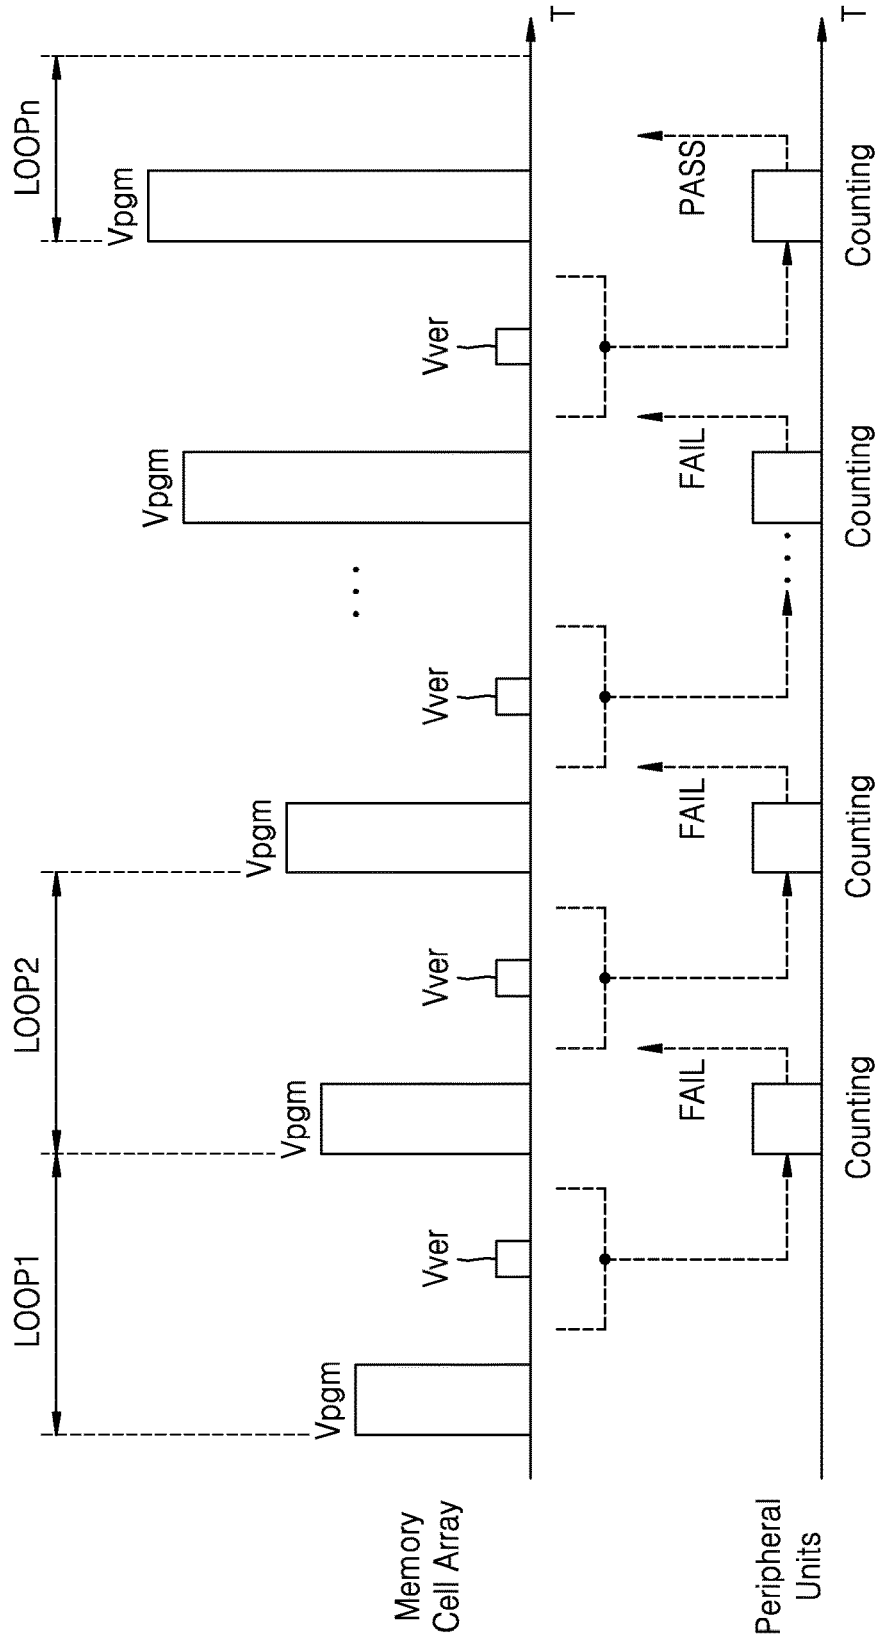 LOOP1
LOOP2
LOOPn
Vpgm
Vpgm
Vpgm
Vpgm
Vpgm
Vver
Vver
Vver
Vver
Memory
Cell Array
T
FAIL
FAIL
FAIL
PASS
Peripheral
Units
T
Counting
Counting
Counting
Counting